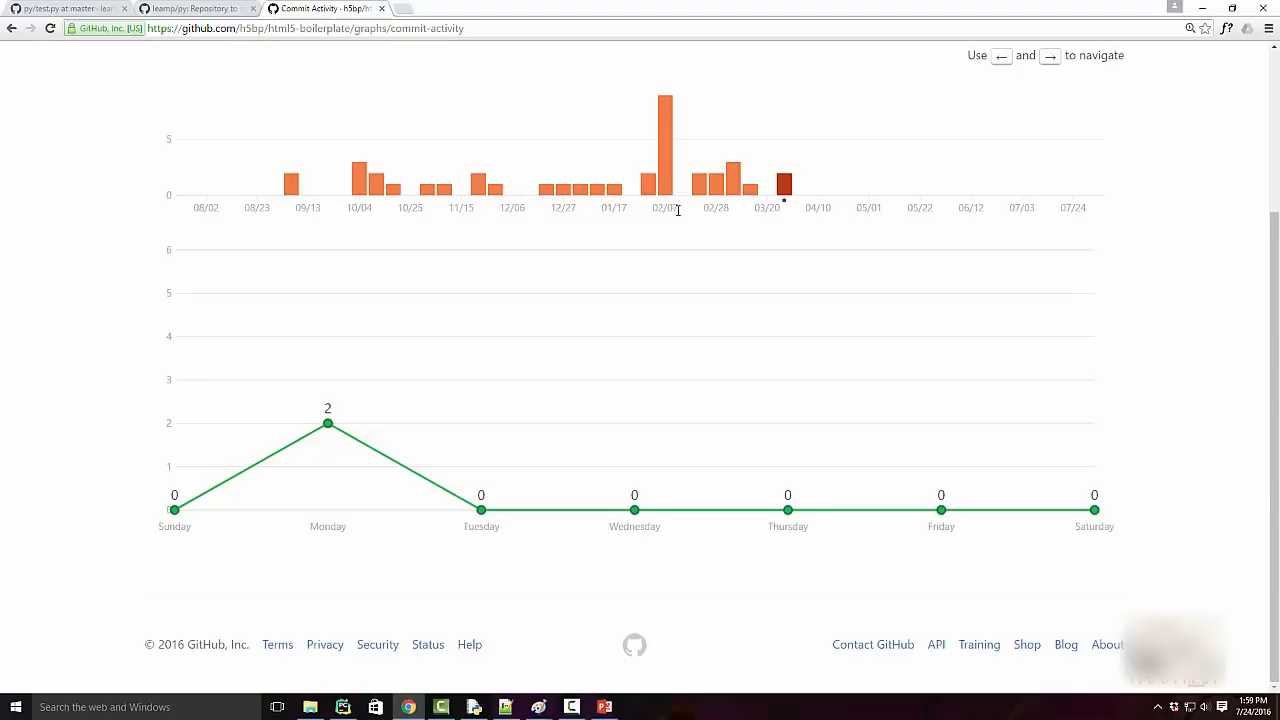 py/test.py at master · lear
learnp/py: Repository to
Commit Activity · h5bp/ht
GitHub, Inc. [US] https://github.com/h5bp/html5-boilerplate/graphs/commit-activity
Use ← and → to navigate
5
0
08/02 08/23 09/13 10/04 10/25 11/15 12/06 12/27 01/17 02/07 02/28 03/20 04/10 05/01 05/22 06/12 07/03 07/24
6
5
4
3
2
2
1
0 0 0 0 0 0
0
Sunday Monday Tuesday Wednesday Thursday Friday Saturday
© 2016 GitHub, Inc. Terms Privacy Security Status Help Contact GitHub API Training Shop Blog About
Search the web and Windows
1:59 PM
7/24/2016